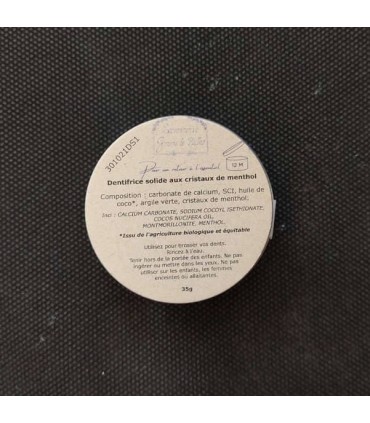 301021DS1
12 M
Dentifrice solide aux cristaux de menthol
Composition : carbonate de calcium, SCI, huile de
coco*, argile verte, cristaux de menthol.
Inci : CALCIUM CARBONATE, SODIUM COCOYL ISETHIONATE,
COCOS NUCIFERA OIL,
MONTMORILLONITE, MENTHOL.
*Issu de l'agriculture biologique et équitable
Utilisez pour brosser vos dents.
Rincez à l'eau.
Tenir hors de la portée des enfants. Ne pas
ingérer ou mettre dans les yeux. Ne pas
utiliser sur les enfants, les femmes
enceintes ou allaitantes.
35g